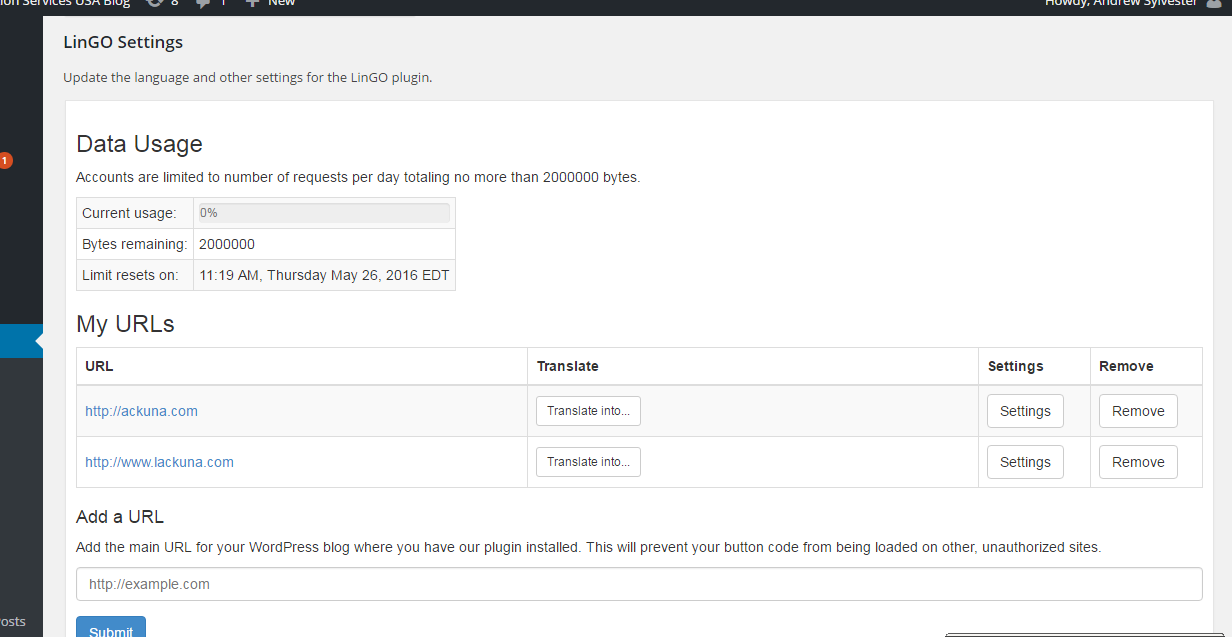 Services USA Blog 8 1 New Howdy, Andrew Sylvester
LinGO Settings
Update the language and other settings for the LinGO plugin.
1
Data Usage
Accounts are limited to number of requests per day totaling no more than 2000000 bytes.
Current usage: 0%
Bytes remaining: 2000000
Limit resets on: 11:19 AM, Thursday May 26, 2016 EDT
My URLs
URL Translate Settings Remove
http://ackuna.com Translate into... Settings Remove
http://www.lackuna.com Translate into... Settings Remove
Add a URL
Add the main URL for your WordPress blog where you have our plugin installed. This will prevent your button code from being loaded on other, unauthorized sites.
http://example.com
osts
Submit